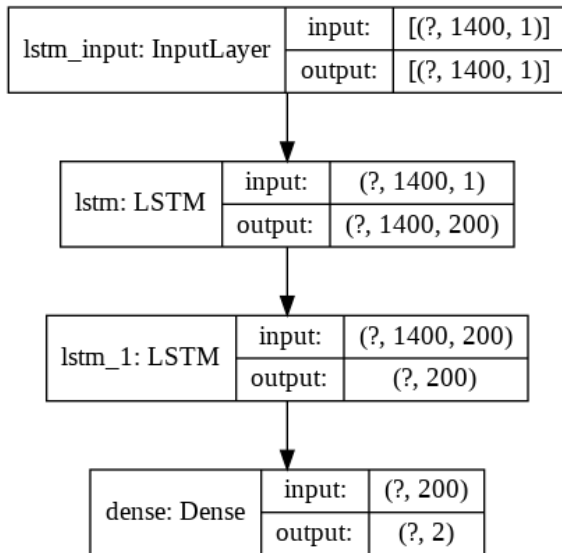 lstm_input: InputLayer
input:
[(?, 1400, 1)]
output:
[(?, 1400, 1)]
lstm: LSTM
input:
(?, 1400, 1)
output:
(?, 1400, 200)
lstm_1: LSTM
input:
(?, 1400, 200)
output:
(?, 200)
dense: Dense
input:
(?, 200)
output:
(?, 2)